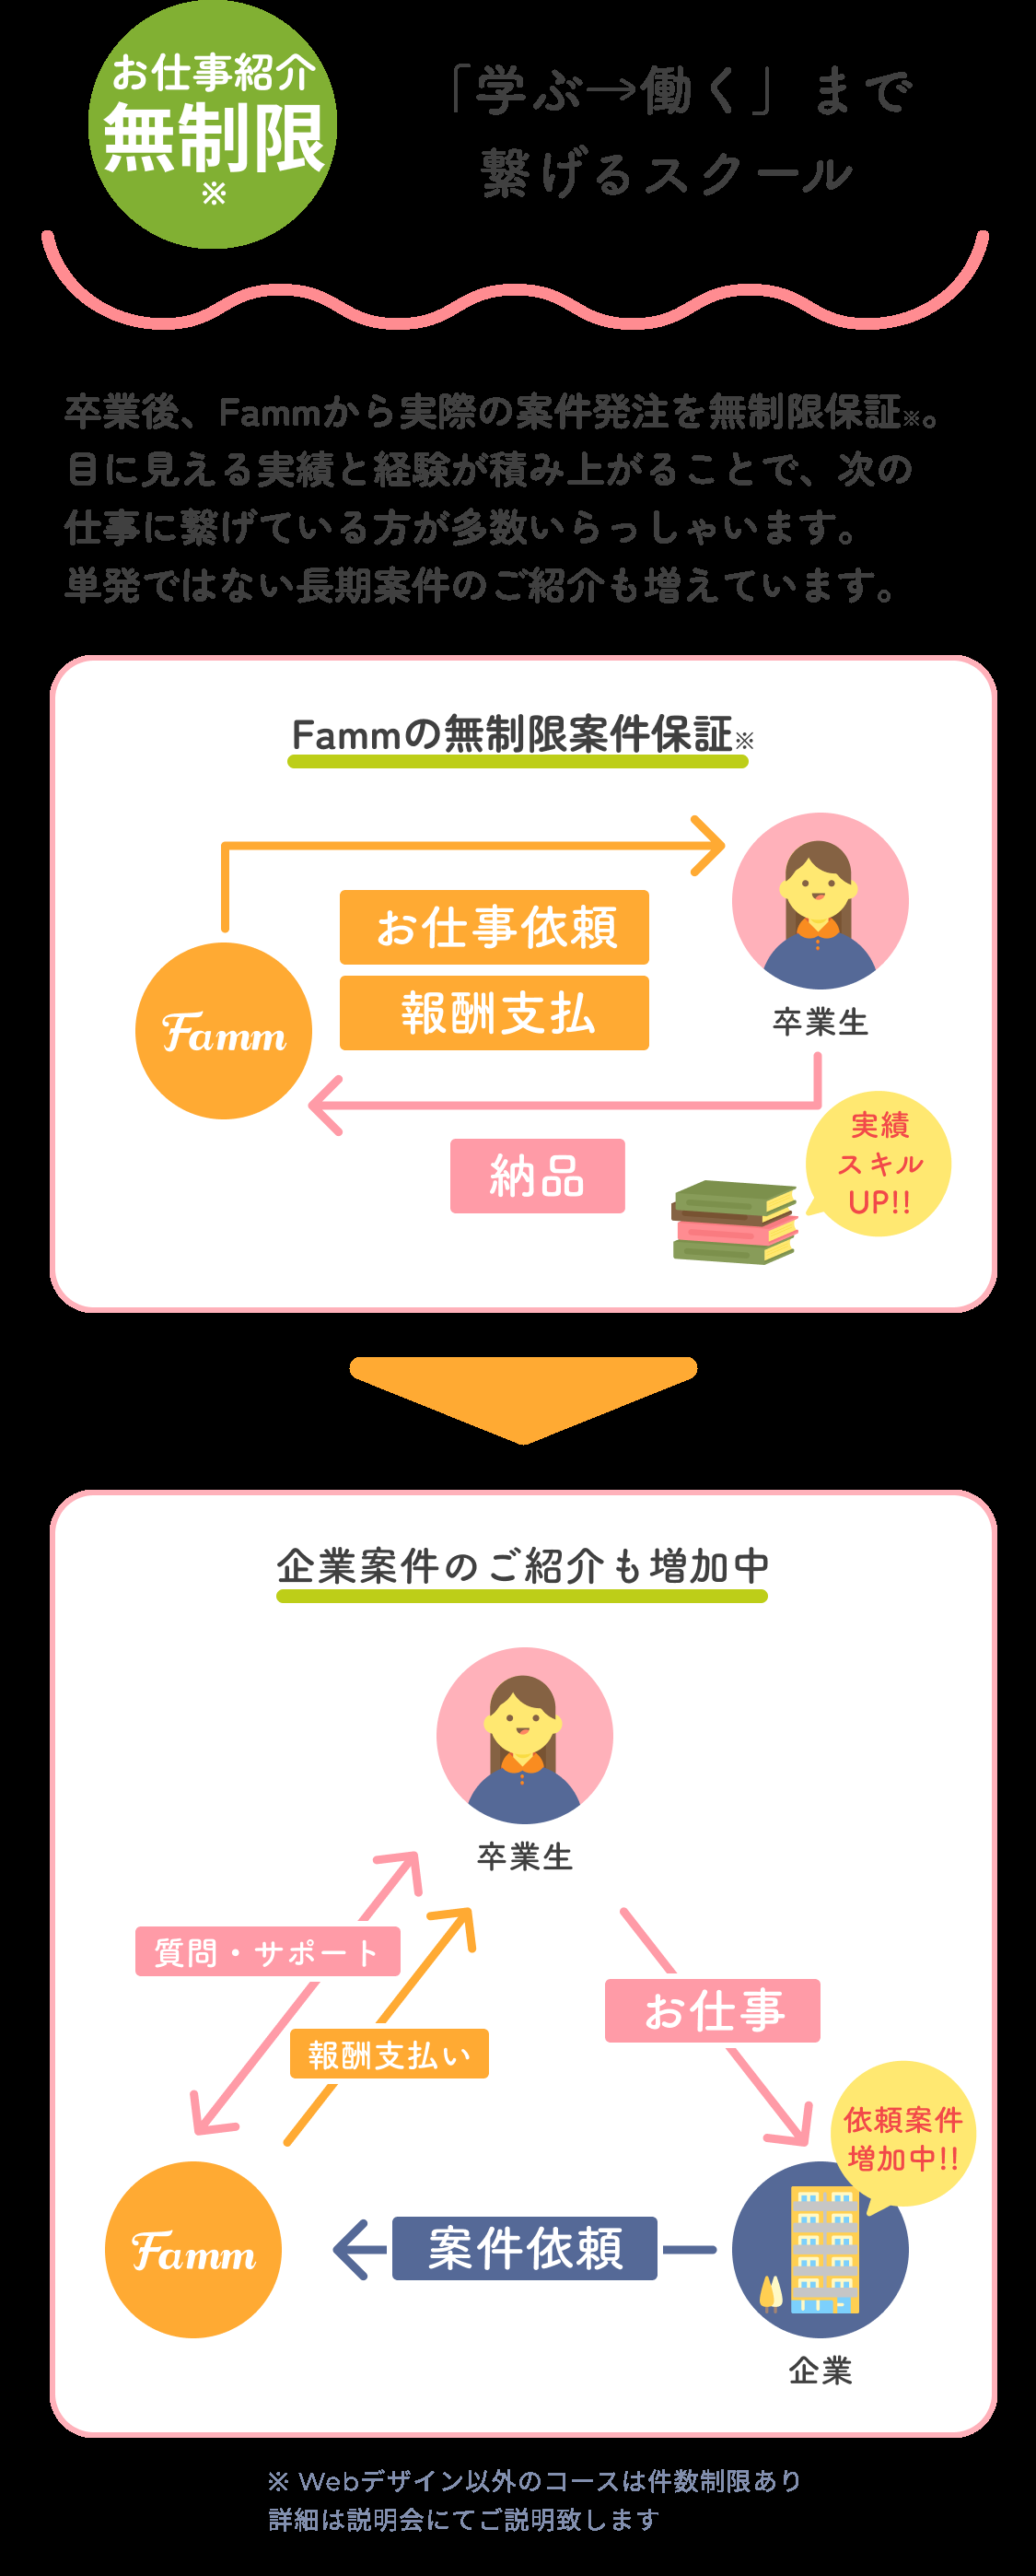 お仕事紹介
無制限
※
「学ぶ→働く」まで
繋げるスクール
卒業後、Fammから実際の案件発注を無制限保証※。
目に見える実績と経験が積み上がることで、次の
仕事に繋げている方が多数いらっしゃいます。
単発ではない長期案件のご紹介も増えています。
Fammの無制限案件保証※
お仕事依頼
報酬支払
Famm
卒業生
納品
実績
スキル
UP!!
企業案件のご紹介も増加中
卒業生
質問・サポート
報酬支払い
お仕事
依頼案件
増加中!!
Famm
案件依頼
企業
※ Webデザイン以外のコースは件数制限あり
詳細は説明会にてご説明致します